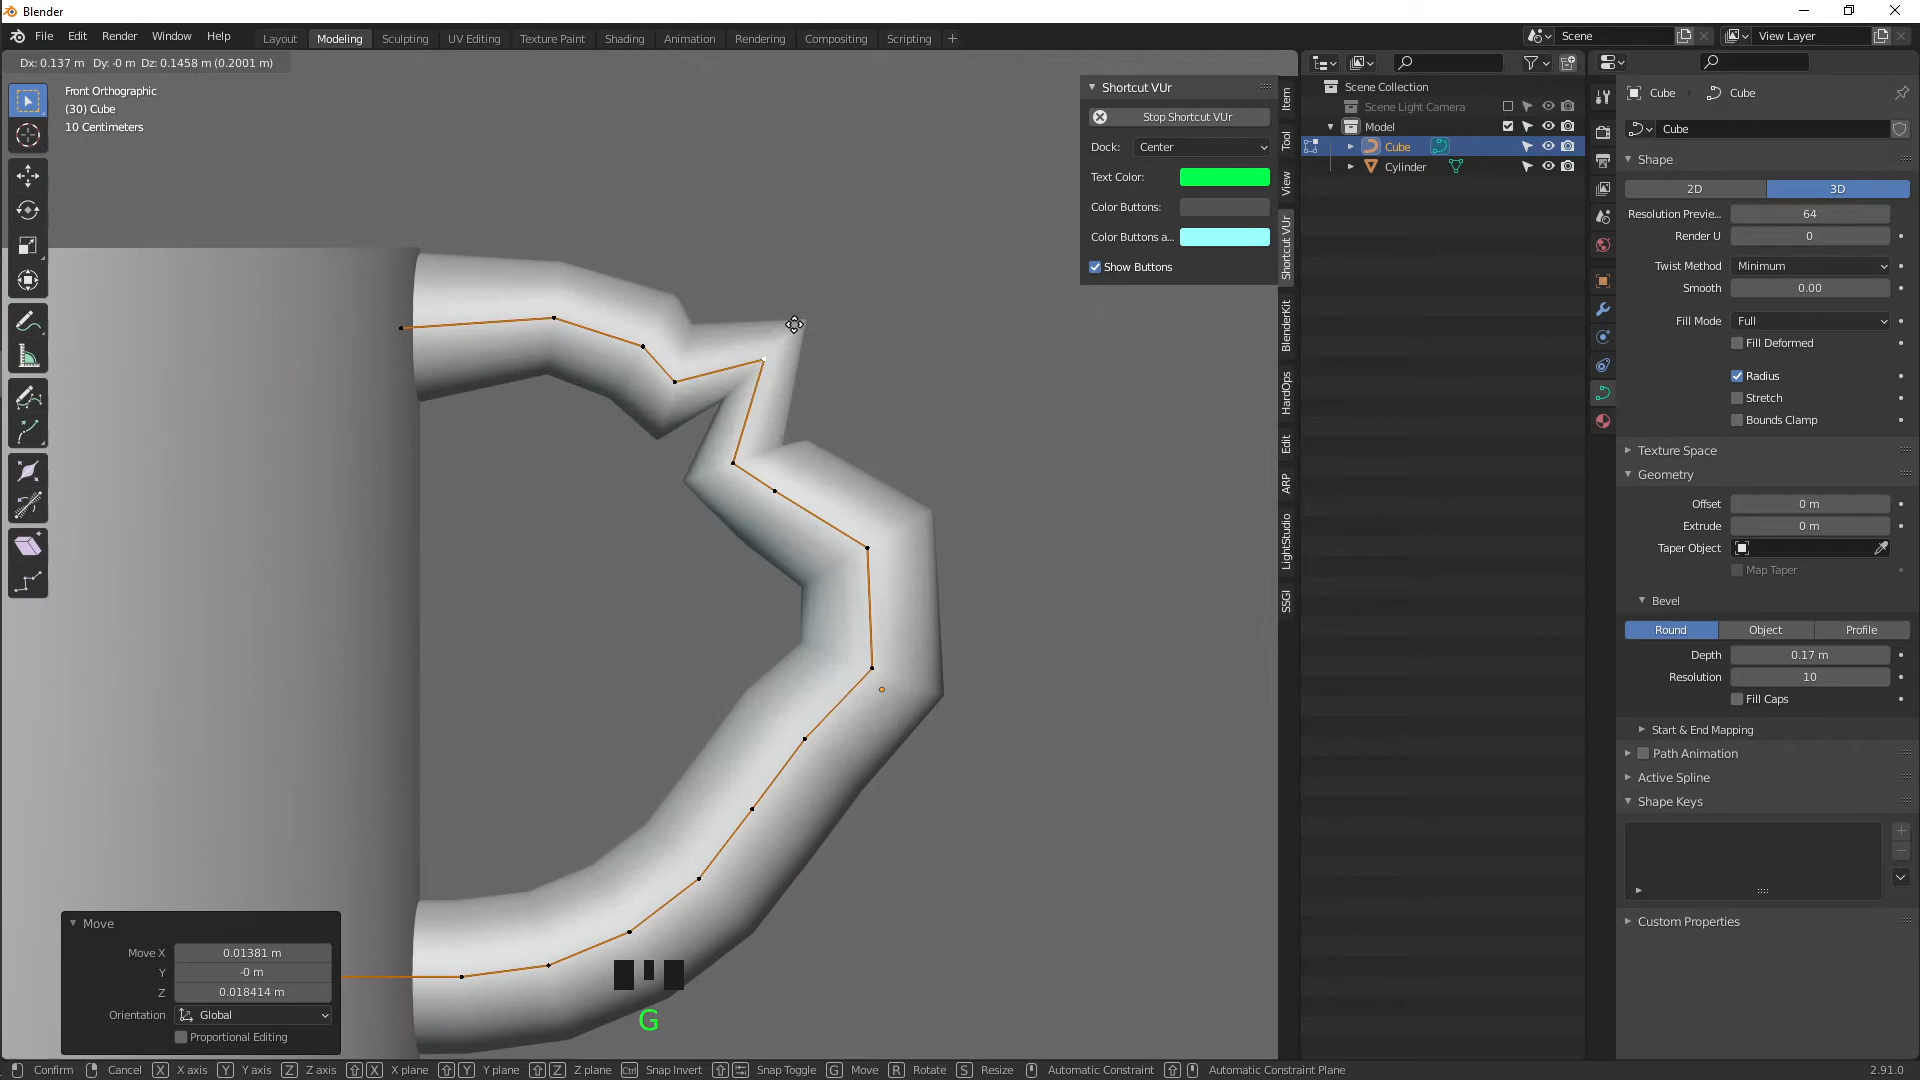 Blender
File Edit Render Window Help Layout Modeling Sculpting UV Editing Texture Paint Shading Animation Rendering Compositing Scripting + Scene View Layer
Dx: 0.137 m Dy: -0 m Dz: 0.1458 m (0.2001 m)
Front Orthographic
(30) Cube
10 Centimeters
Shortcut VUr
Stop Shortcut VUr
Dock: Center
Text Color:
Color Buttons:
Color Buttons a...
Show Buttons
Item
Tool
View
Shortcut VUr
BlenderKit
HardOps
Edit
ARP
LightStudio
SSGI
Scene Collection
Scene Light Camera
Model
Cube
Cylinder
Cube Cube
Cube
Shape
2D 3D
Resolution Previe... 64
Render U 0
Twist Method Minimum
Smooth 0.00
Fill Mode Full
Fill Deformed
Radius
Stretch
Bounds Clamp
Texture Space
Geometry
Offset 0 m
Extrude 0 m
Taper Object
Map Taper
Bevel
Round Object Profile
Depth 0.17 m
Resolution 10
Fill Caps
Start & End Mapping
Path Animation
Active Spline
Shape Keys
Custom Properties
Move
Move X 0.01381 m
Y -0 m
Z 0.018414 m
Orientation Global
Proportional Editing
G
Confirm Cancel X X axis Y Y axis Z Z axis X X plane Y Y plane Z Z plane Ctrl Snap Invert Snap Toggle G Move R Rotate S Resize Automatic Constraint Automatic Constraint Plane 2.91.0